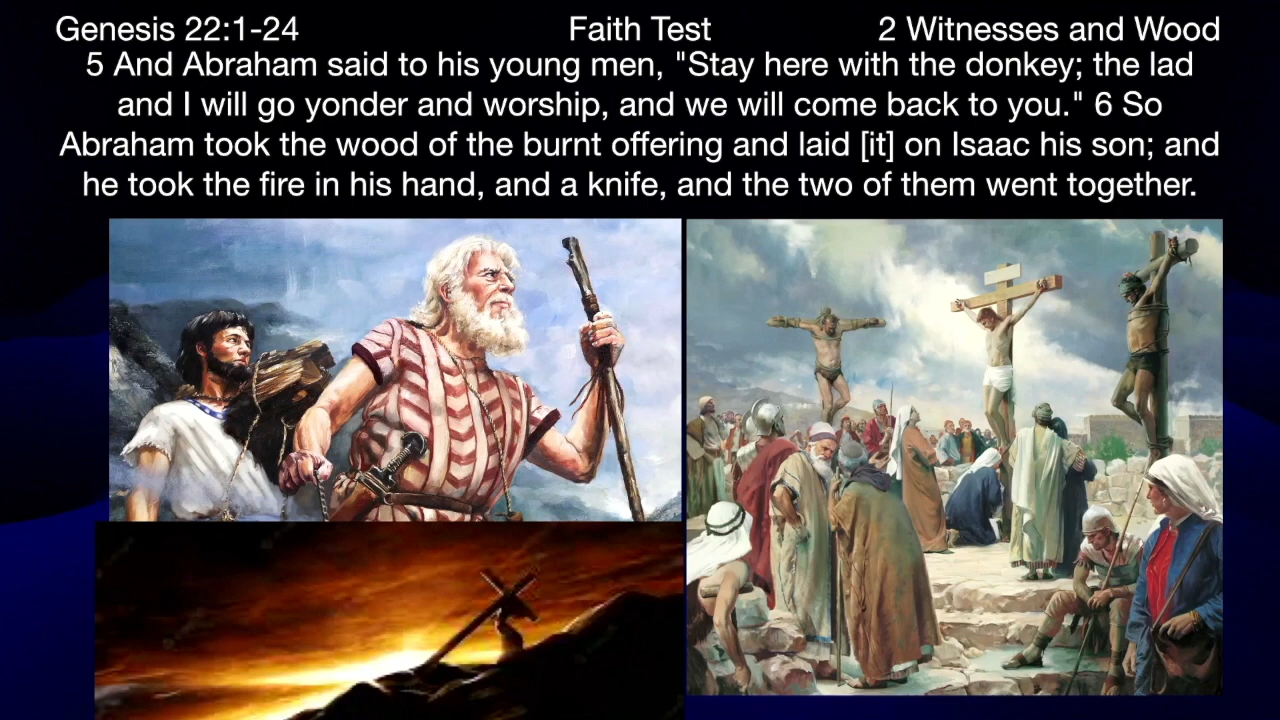 Genesis 22:1-24 Faith Test 2 Witnesses and Wood
5 And Abraham said to his young men, "Stay here with the donkey; the lad
and I will go yonder and worship, and we will come back to you." 6 So
Abraham took the wood of the burnt offering and laid [it] on Isaac his son; and
he took the fire in his hand, and a knife, and the two of them went together.